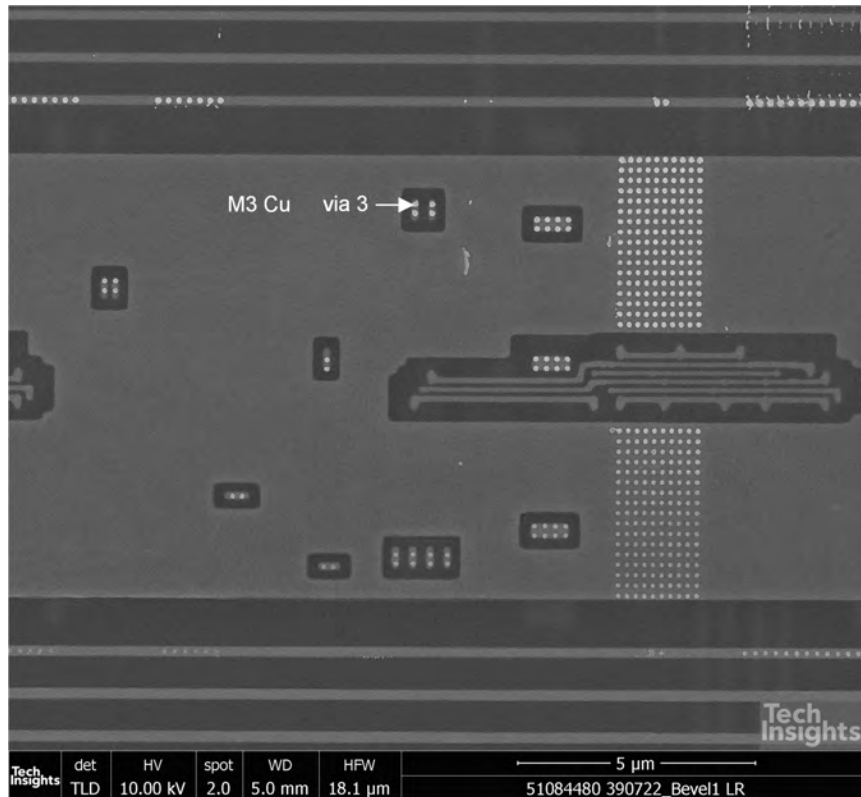 M3 Cu via 3
Tech
Insights
Tech
Insights
det HV spot WD HFW 5 µm
TLD 10.00 kV 2.0 5.0 mm 18.1 µm 51084480 390722_Bevel1 LR